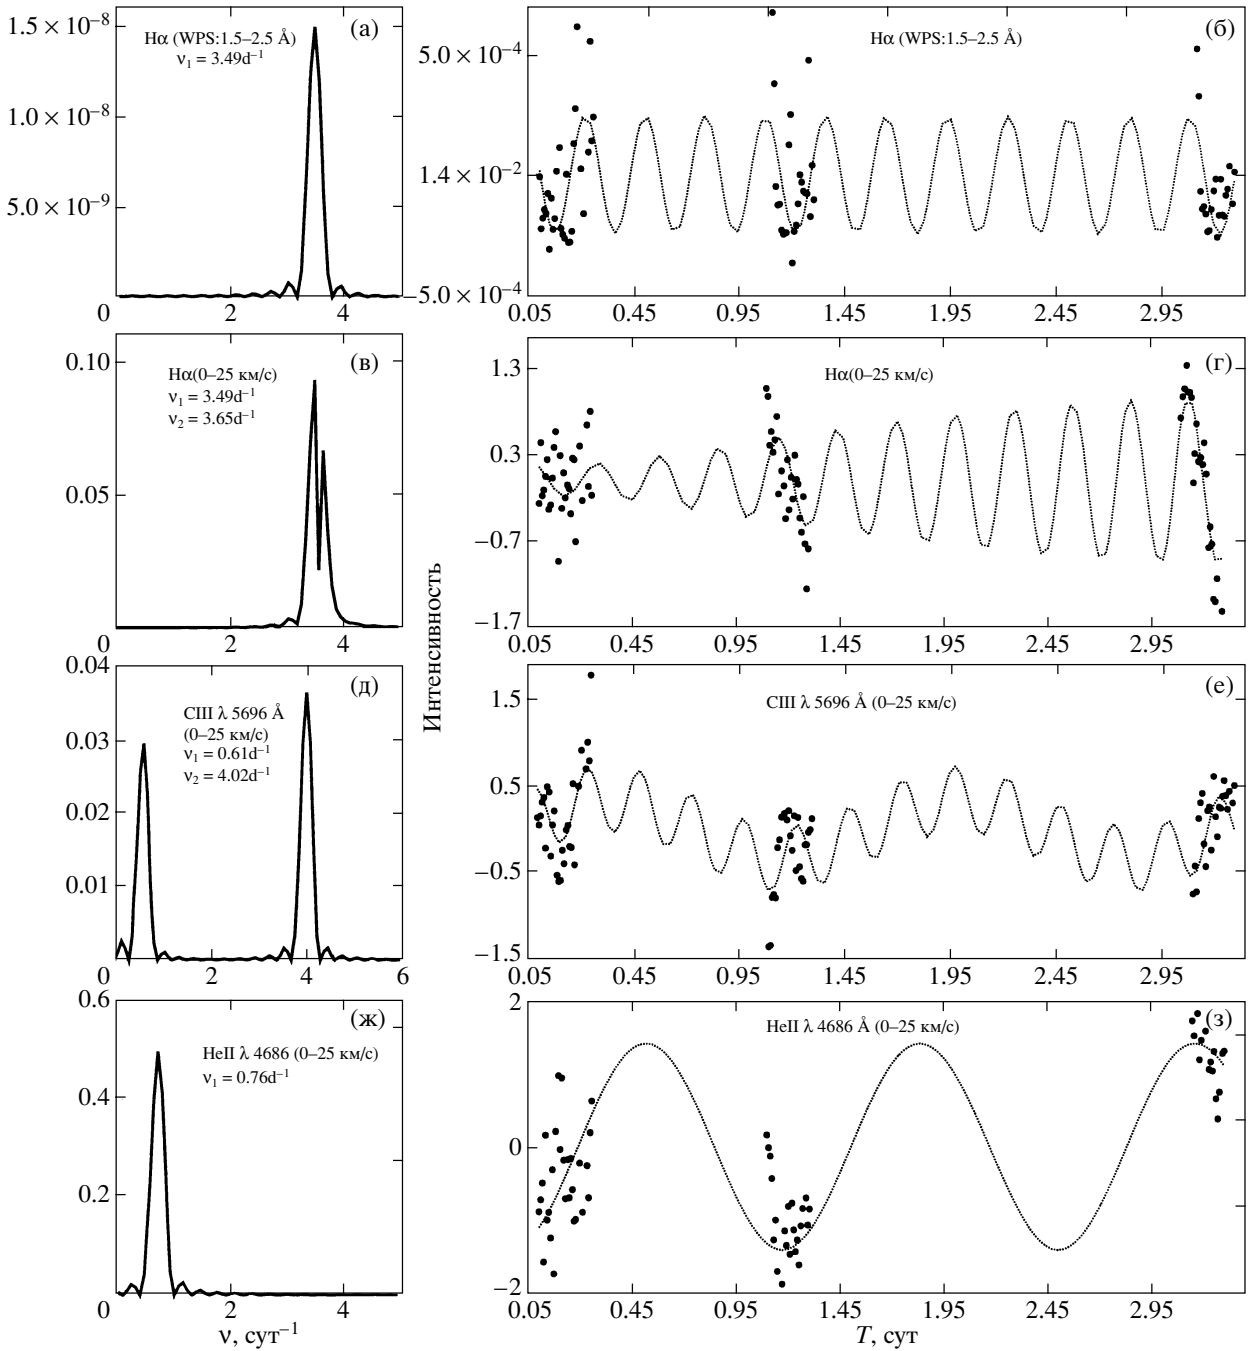 1.5 × 10⁻⁸
1.0 × 10⁻⁸
5.0 × 10⁻⁹
0
2
4
(а)
Hα (WPS:1.5–2.5 Å)
ν₁ = 3.49d⁻¹
5.0 × 10⁻⁴
1.4 × 10⁻²
−5.0 × 10⁻⁴
0.05
0.45
0.95
1.45
1.95
2.45
2.95
(б)
Hα (WPS:1.5–2.5 Å)
0.10
0.05
0
2
4
(в)
Hα(0–25 км/с)
ν₁ = 3.49d⁻¹
ν₂ = 3.65d⁻¹
1.3
0.3
−0.7
−1.7
0.05
0.45
0.95
1.45
1.95
2.45
2.95
(г)
Hα(0–25 км/с)
Интенсивность
0.04
0.03
0.02
0.01
0
2
4
6
(д)
CIII λ 5696 Å
(0–25 км/с)
ν₁ = 0.61d⁻¹
ν₂ = 4.02d⁻¹
1.5
0.5
−0.5
−1.5
0.05
0.45
0.95
1.45
1.95
2.45
2.95
(е)
CIII λ 5696 Å (0–25 км/с)
0.6
0.4
0.2
0
2
4
(ж)
HeII λ 4686 (0–25 км/с)
ν₁ = 0.76d⁻¹
ν, сут⁻¹
2
0
−2
0.05
0.45
0.95
1.45
1.95
2.45
2.95
(з)
HeII λ 4686 Å (0–25 км/с)
T, сут